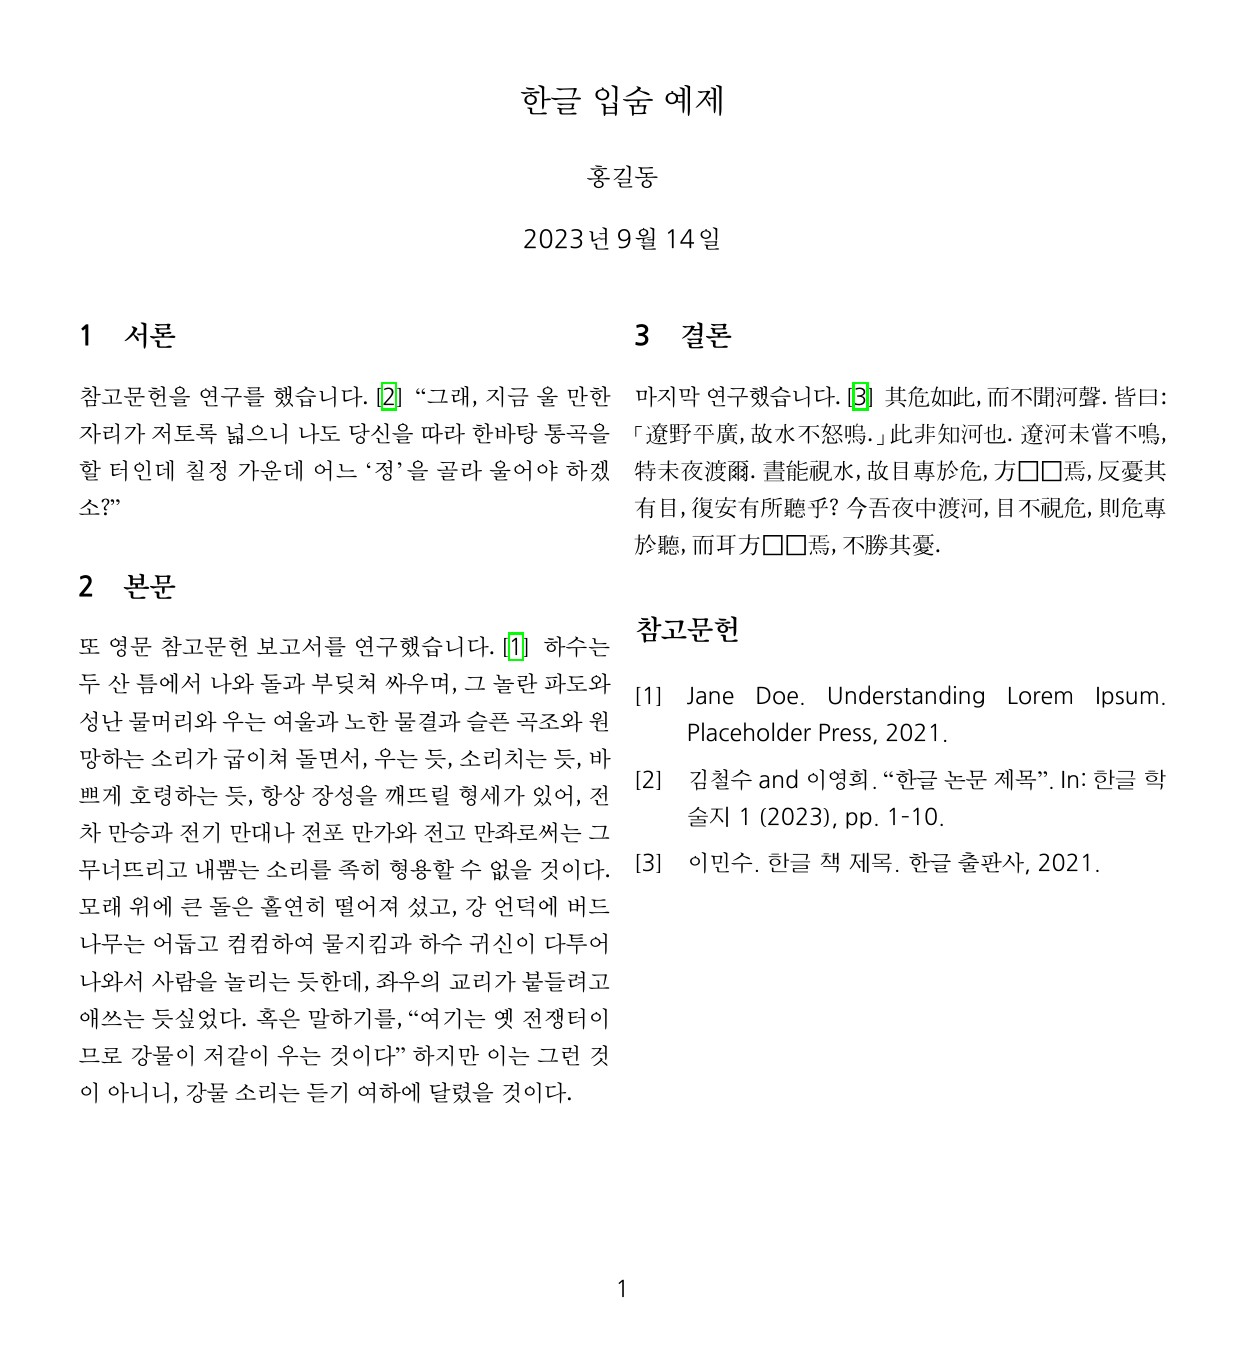 한글 입숨 예제
홍길동
2023년 9월 14일
1 서론
참고문헌을 연구를 했습니다. [2] “그래, 지금 울 만한
자리가 저토록 넓으니 나도 당신을 따라 한바탕 통곡을
할 터인데 칠정 가운데 어느 ‘정’을 골라 울어야 하겠
소?”
2 본문
또 영문 참고문헌 보고서를 연구했습니다. [1] 하수는
두 산 틈에서 나와 돌과 부딪쳐 싸우며, 그 놀란 파도와
성난 물머리와 우는 여울과 노한 물결과 슬픈 곡조와 원
망하는 소리가 굽이쳐 돌면서, 우는 듯, 소리치는 듯, 바
쁘게 호령하는 듯, 항상 장성을 깨뜨릴 형세가 있어, 전
차 만승과 전기 만대나 전포 만가와 전고 만좌로써는 그
무너뜨리고 내뿜는 소리를 족히 형용할 수 없을 것이다.
모래 위에 큰 돌은 홀연히 떨어져 섰고, 강 언덕에 버드
나무는 어둡고 컴컴하여 물지킴과 하수 귀신이 다투어
나와서 사람을 놀리는 듯한데, 좌우의 교리가 붙들려고
애쓰는 듯싶었다. 혹은 말하기를, “여기는 옛 전쟁터이
므로 강물이 저같이 우는 것이다” 하지만 이는 그런 것
이 아니니, 강물 소리는 듣기 여하에 달렸을 것이다.
3 결론
마지막 연구했습니다. [3] 其危如此, 而不聞河聲. 皆曰:
「遼野平廣, 故水不怒鳴.」此非知河也. 遼河未嘗不鳴,
特未夜渡爾. 晝能視水, 故目專於危, 方□□焉, 反憂其
有目, 復安有所聽乎? 今吾夜中渡河, 目不視危, 則危專
於聽, 而耳方□□焉, 不勝其憂.
참고문헌
[1] Jane Doe. Understanding Lorem Ipsum.
Placeholder Press, 2021.
[2] 김철수 and 이영희. “한글 논문 제목”. In: 한글 학
술지 1 (2023), pp. 1-10.
[3] 이민수. 한글 책 제목. 한글 출판사, 2021.
1